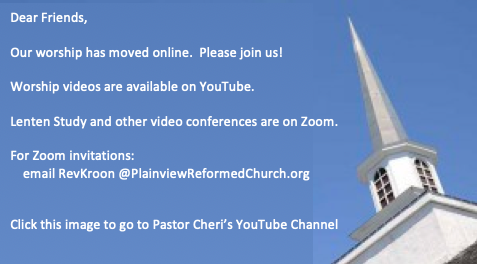 Dear Friends,
Our worship has moved online.  Please join us!
Worship videos are available on YouTube.
Lenten Study and other video conferences are on Zoom.
For Zoom invitations:
email RevKroon @PlainviewReformedChurch.org
Click this image to go to Pastor Cheri's YouTube Channel